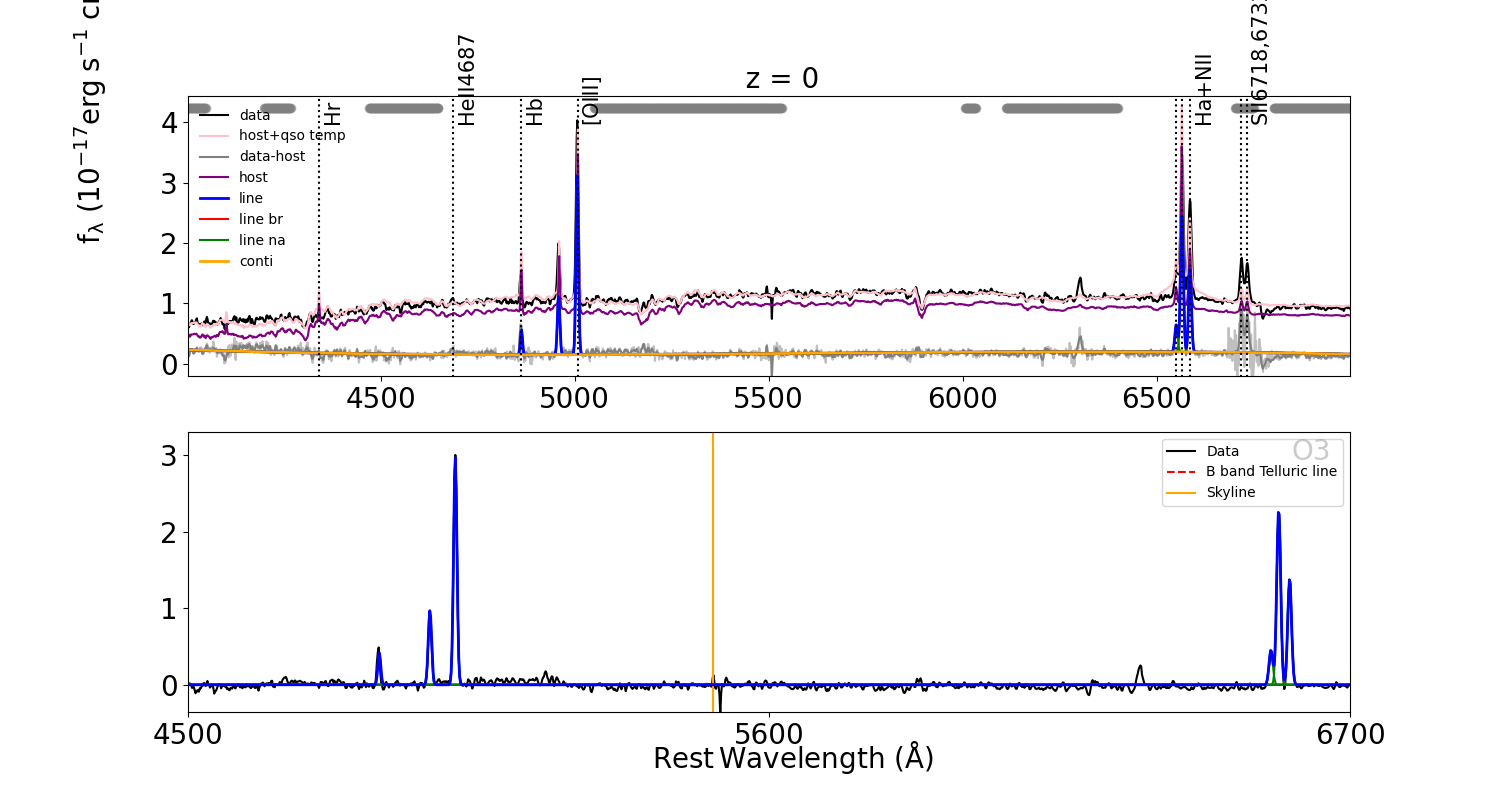 z = 0
fλ (10−17erg s−1 c
Hr
HeII4687
Hb
[OIII]
Ha+NII
SII6718,673
data
host+qso temp
data-host
host
line
line br
line na
conti
4
3
2
1
0
4500 5000 5500 6000 6500
O3
Data
B band Telluric line
Skyline
3
2
1
0
4500 5600 6700
Rest Wavelength (Å)